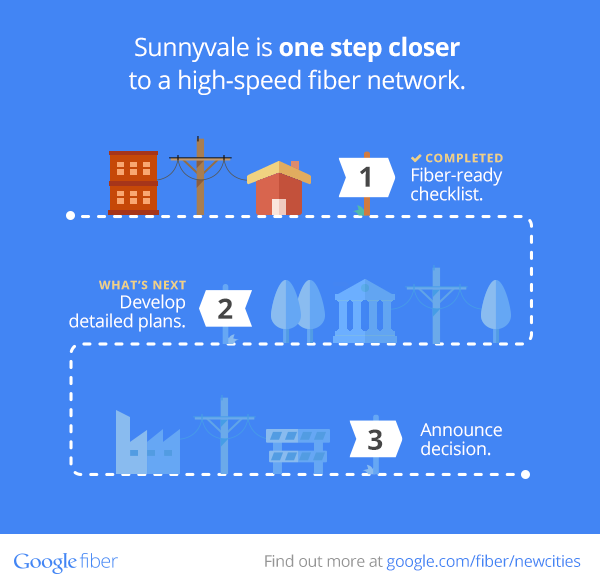 Sunnyvale is one step closer
to a high-speed fiber network.
1
COMPLETED
Fiber-ready
checklist.
WHAT'S NEXT
Develop
detailed plans.
2
3
Announce
decision.
Google fiber
Find out more at google.com/fiber/newcities